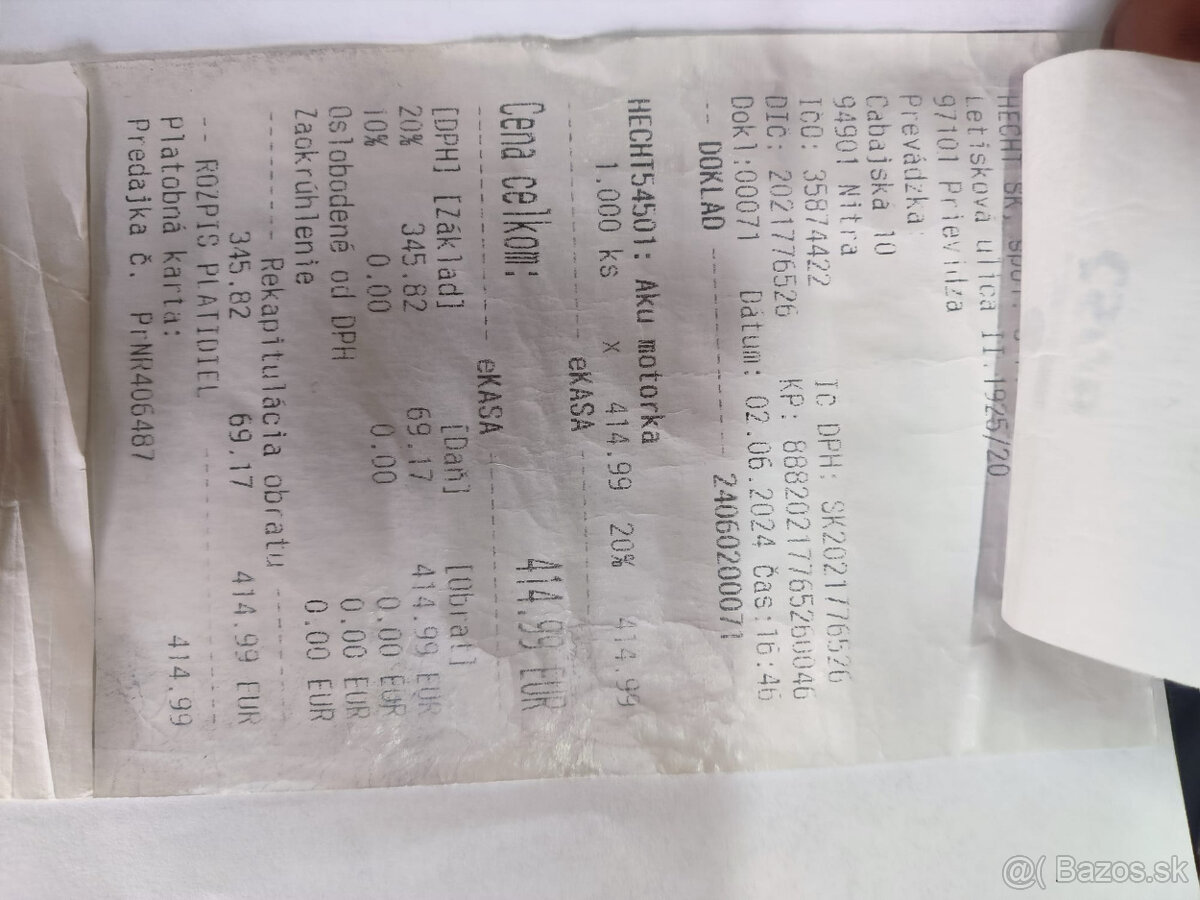 HECHT SK, spol.
Letisková ulica II.1925/20
97101 Prievidza
Prevádzka:
Cabajská 10
94901 Nitra
IČO: 35874422 IC DPH: SK2021776526
DIČ: 2021776526 KP: 88820217765260046
Dokl:00071 Dátum: 02.06.2024 Čas:16:46
-- DOKLAD ---------- 240602000071
HECHT54501: Aku motorka
1,000 ks x 414.99 20% 414.99
---------- eKASA ----------
Cena celkom: 414.99 EUR
---------- eKASA ----------
[DPH] [Základ] [Daň] [Obrat]
20% 345.82 69.17 414.99 EUR
10% 0.00 0.00 0.00 EUR
Oslobodené od DPH 0.00 EUR
Zaokrúhlenie 0.00 EUR
-------- Rekapitulácia obratu --------
345.82 69.17 414.99 EUR
-- ROZPIS PLATIDIEL ----------
Platobná karta: 414.99
Predajka č. PrNR406487
@( Bazos.sk